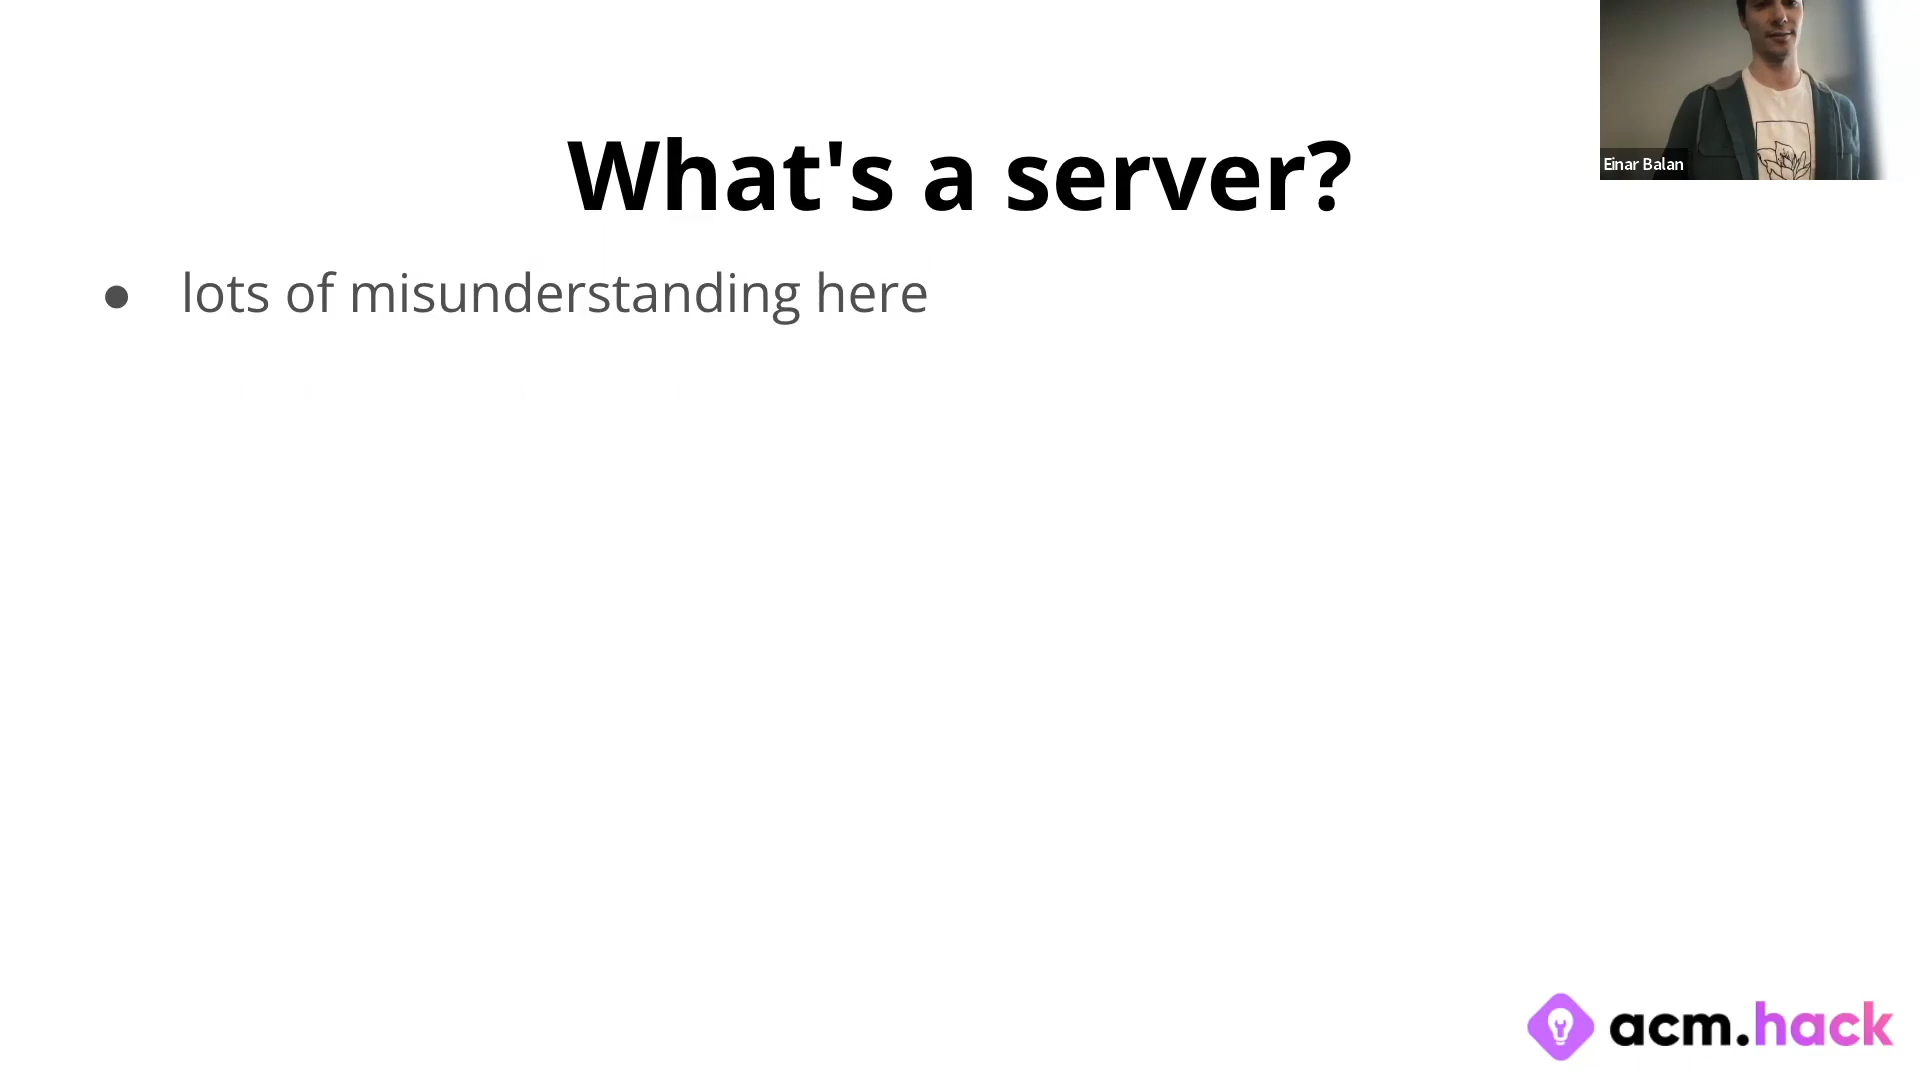 What's a server?
Einar Balan
● lots of misunderstanding here
acm.hack